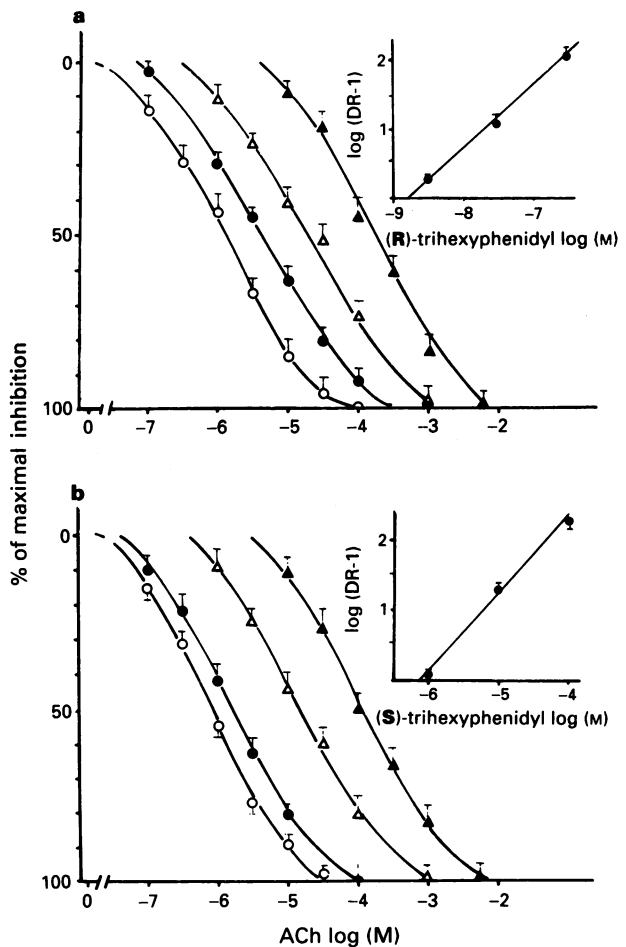 a
% of maximal inhibition
0
50
100
0 −7 −6 −5 −4 −3 −2
log (DR-1)
2
1
−9 −8 −7
(R)-trihexyphenidyl log (M)
b
0
50
100
0 −7 −6 −5 −4 −3 −2
ACh log (M)
log (DR-1)
2
1
−6 −5 −4
(S)-trihexyphenidyl log (M)